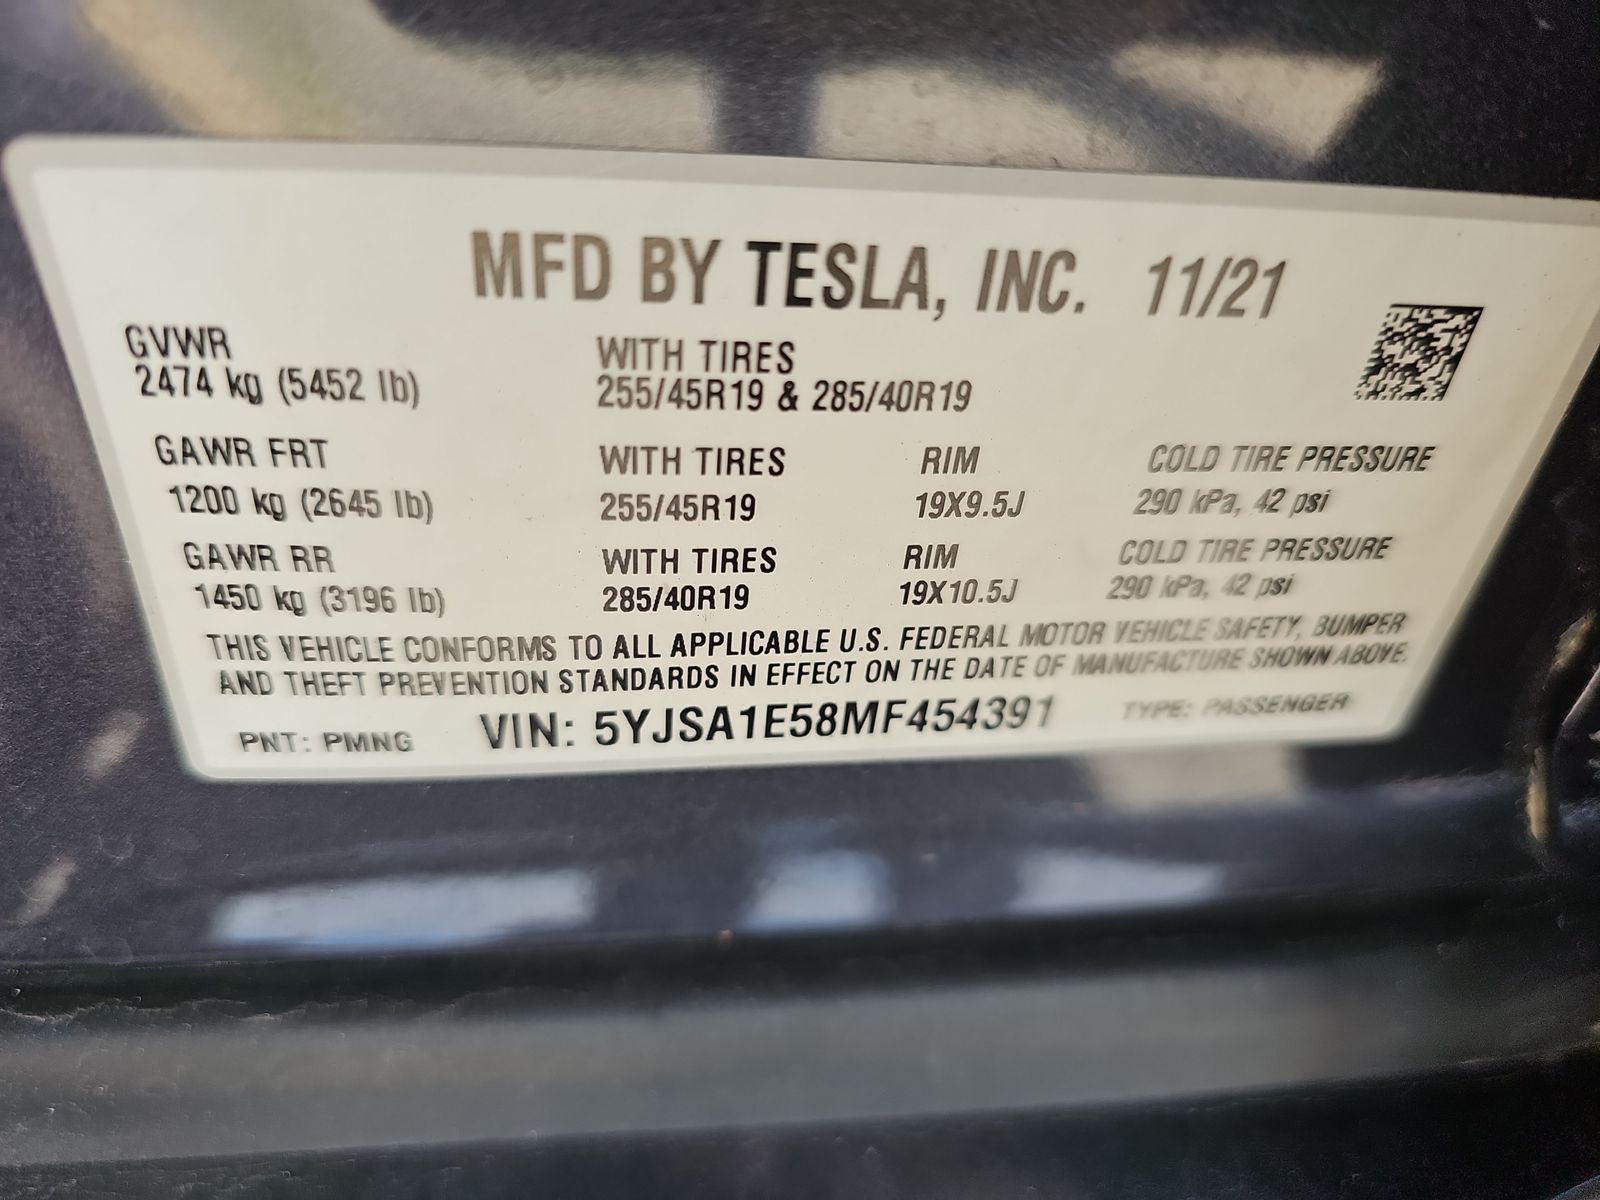 MFD BY TESLA, INC. 11/21
GVWR
2474 kg (5452 lb)
WITH TIRES
255/45R19 & 285/40R19
GAWR FRT WITH TIRES RIM COLD TIRE PRESSURE
1200 kg (2645 lb) 255/45R19 19X9.5J 290 kPa, 42 psi
GAWR RR WITH TIRES RIM COLD TIRE PRESSURE
1450 kg (3196 lb) 285/40R19 19X10.5J 290 kPa, 42 psi
THIS VEHICLE CONFORMS TO ALL APPLICABLE U.S. FEDERAL MOTOR VEHICLE SAFETY, BUMPER
AND THEFT PREVENTION STANDARDS IN EFFECT ON THE DATE OF MANUFACTURE SHOWN ABOVE.
PNT: PMNG VIN: 5YJSA1E58MF454391 TYPE: PASSENGER